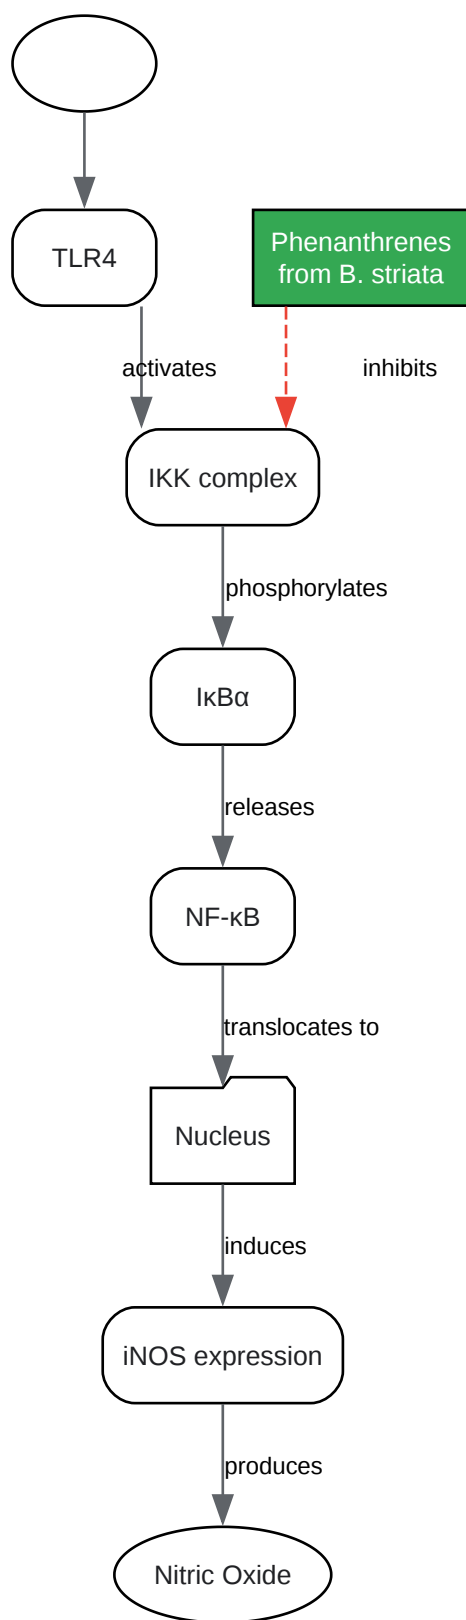 TLR4
Phenanthrenes
from B. striata
activates
inhibits
IKK complex
phosphorylates
IκBα
releases
NF-κB
translocates to
Nucleus
induces
iNOS expression
produces
Nitric Oxide